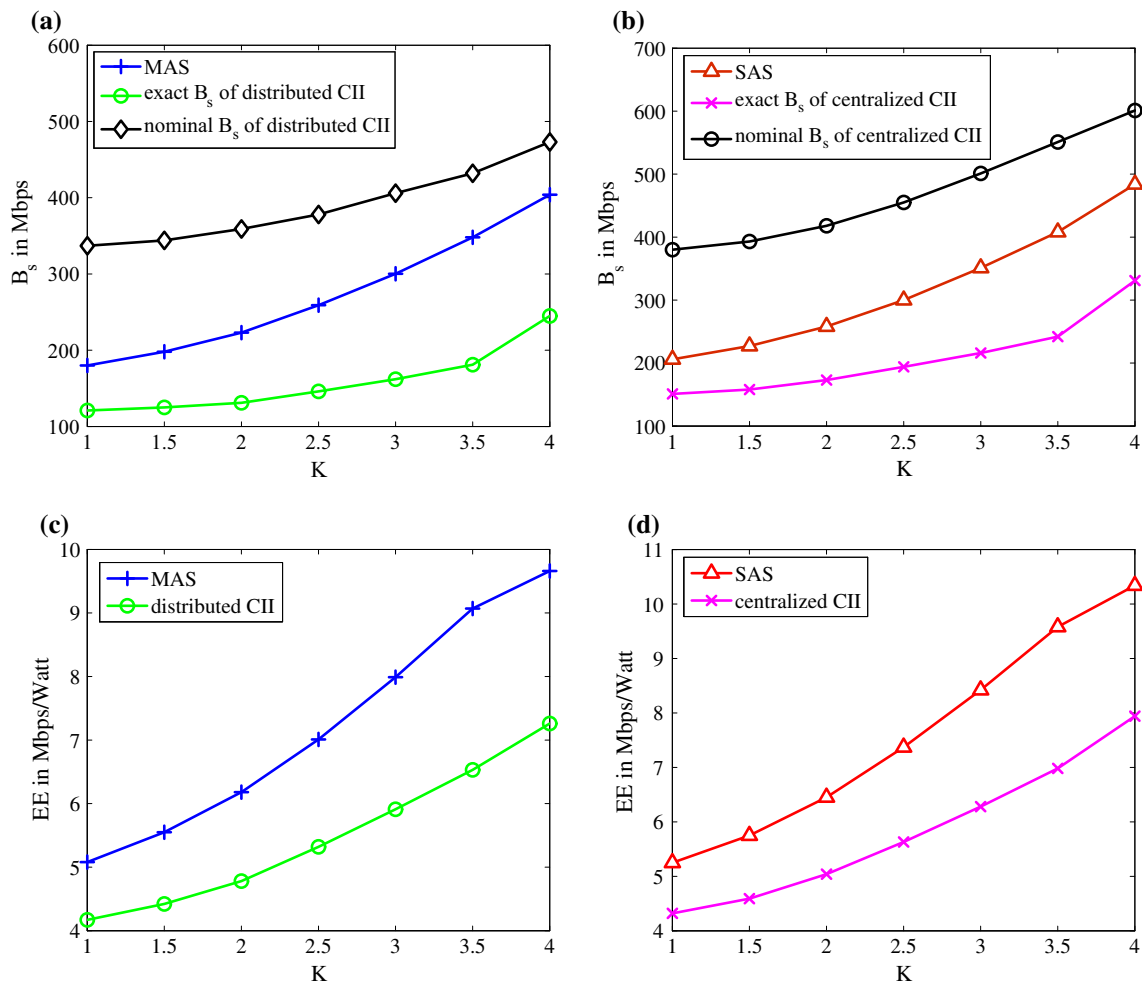 (a)
600
500
400
300
200
100
B_s in Mbps
MAS
exact B_s of distributed CII
nominal B_s of distributed CII
1 1.5 2 2.5 3 3.5 4
K
(b)
700
600
500
400
300
200
100
B_s in Mbps
SAS
exact B_s of centralized CII
nominal B_s of centralized CII
1 1.5 2 2.5 3 3.5 4
K
(c)
10
9
8
7
6
5
4
EE in Mbps/Watt
MAS
distributed CII
1 1.5 2 2.5 3 3.5 4
K
(d)
11
10
9
8
7
6
5
4
EE in Mbps/Watt
SAS
centralized CII
1 1.5 2 2.5 3 3.5 4
K